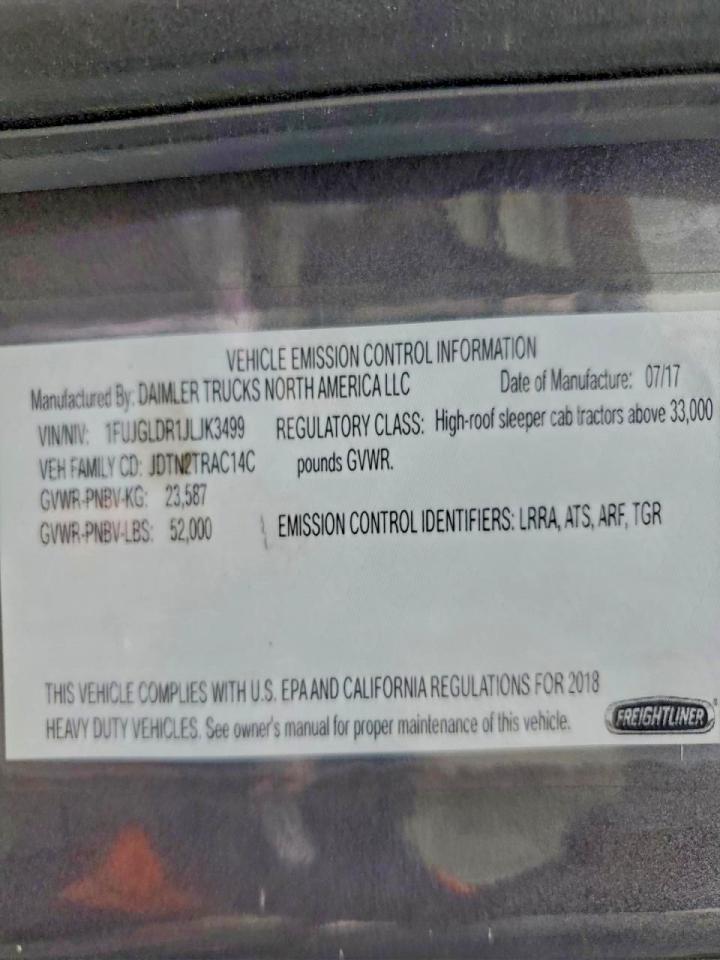 VEHICLE EMISSION CONTROL INFORMATION
Manufactured By: DAIMLER TRUCKS NORTH AMERICA LLC Date of Manufacture: 07/17
VIN/NIV: 1FUJGLDR1JLJK3499 REGULATORY CLASS: High-roof sleeper cab tractors above 33,000
VEH FAMILY CD: JDTN2TRAC14C pounds GVWR.
GVWR-PNBV-KG: 23,587
GVWR-PNBV-LBS: 52,000 EMISSION CONTROL IDENTIFIERS: LRRA, ATS, ARF, TGR
THIS VEHICLE COMPLIES WITH U.S. EPA AND CALIFORNIA REGULATIONS FOR 2018
HEAVY DUTY VEHICLES. See owner's manual for proper maintenance of this vehicle.
FREIGHTLINER